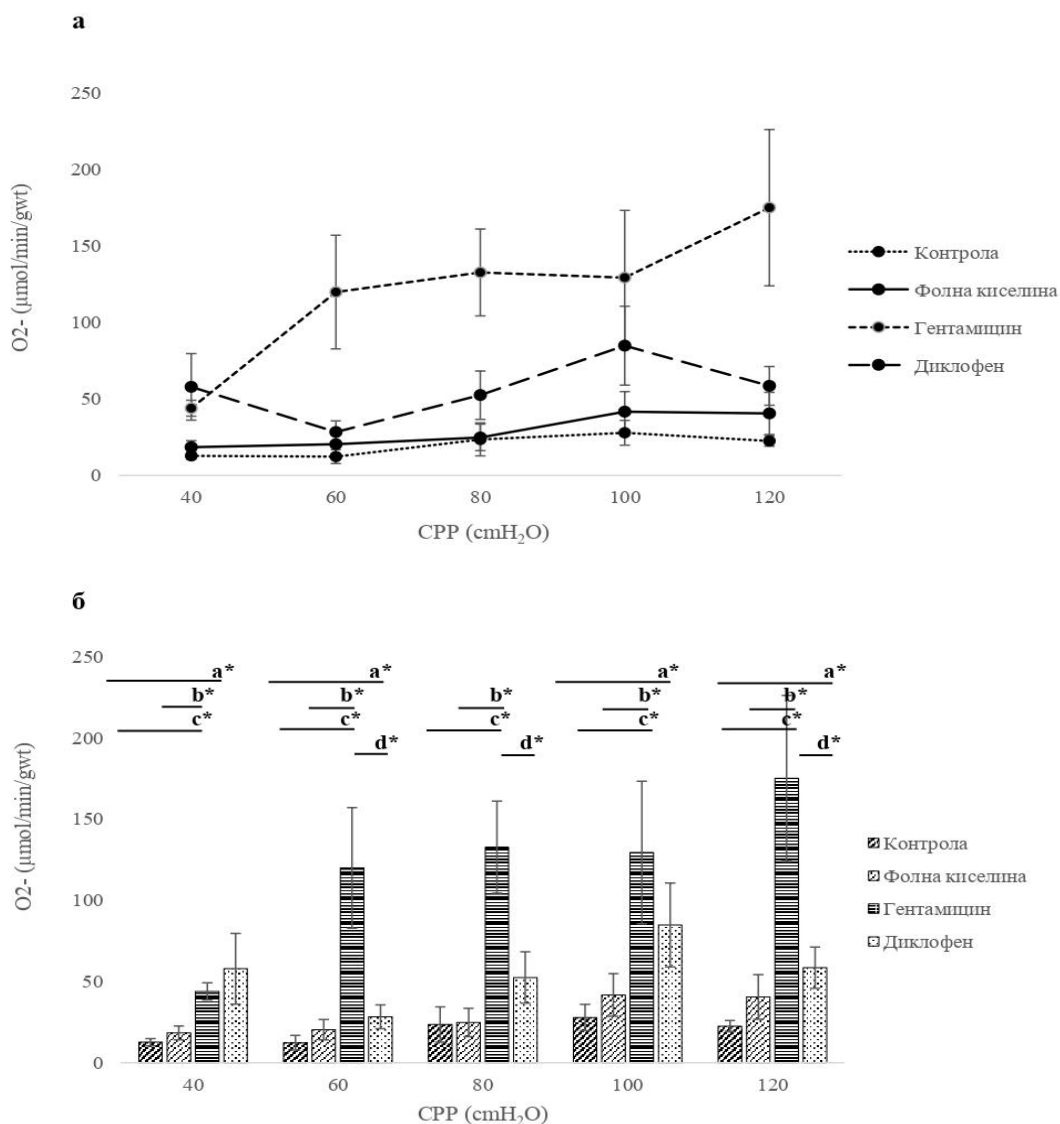 а
O2- (µmol/min/gwt)
250
200
150
100
50
0
40 60 80 100 120
CPP (cmH₂O)
Контрола
Фолна киселина
Гентамицин
Диклофен
б
O2- (µmol/min/gwt)
250
200
150
100
50
0
a* a* a* a*
b* b* b* b* b*
c* c* c* c* c*
d* d* d*
40 60 80 100 120
CPP (cmH₂O)
Контрола
Фолна киселина
Гентамицин
Диклофен